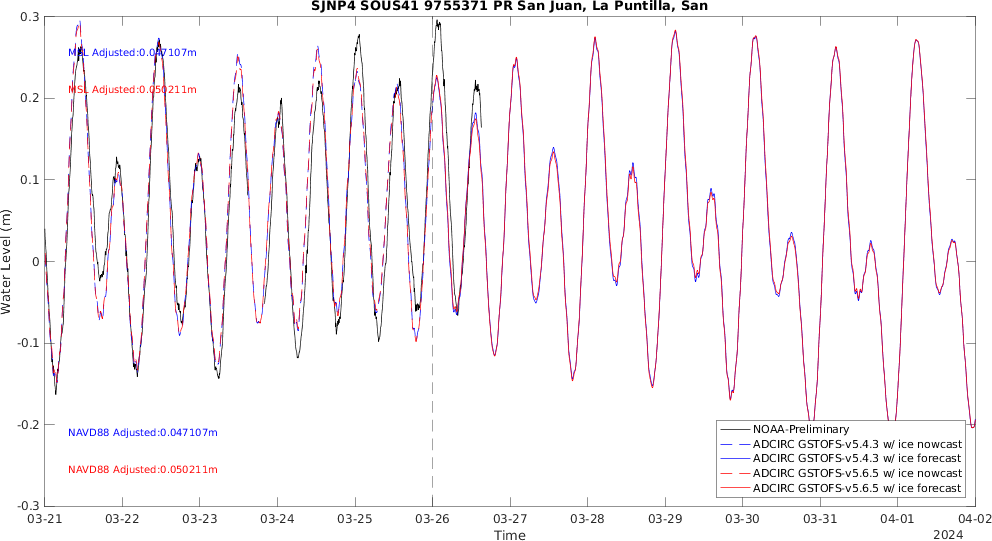 SJNP4 SOUS41 9755371 PR San Juan, La Puntilla, San
0.3
MSL Adjusted:0.047107m
0.2
MSL Adjusted:0.050211m
0.1
0
Water Level (m)
-0.1
-0.2
NAVD88 Adjusted:0.047107m
NOAA-Preliminary
ADCIRC GSTOFS-v5.4.3 w/ ice nowcast
ADCIRC GSTOFS-v5.4.3 w/ ice forecast
NAVD88 Adjusted:0.050211m
ADCIRC GSTOFS-v5.6.5 w/ ice nowcast
ADCIRC GSTOFS-v5.6.5 w/ ice forecast
-0.3
03-21 03-22 03-23 03-24 03-25 03-26 03-27 03-28 03-29 03-30 03-31 04-01 04-02
Time
2024